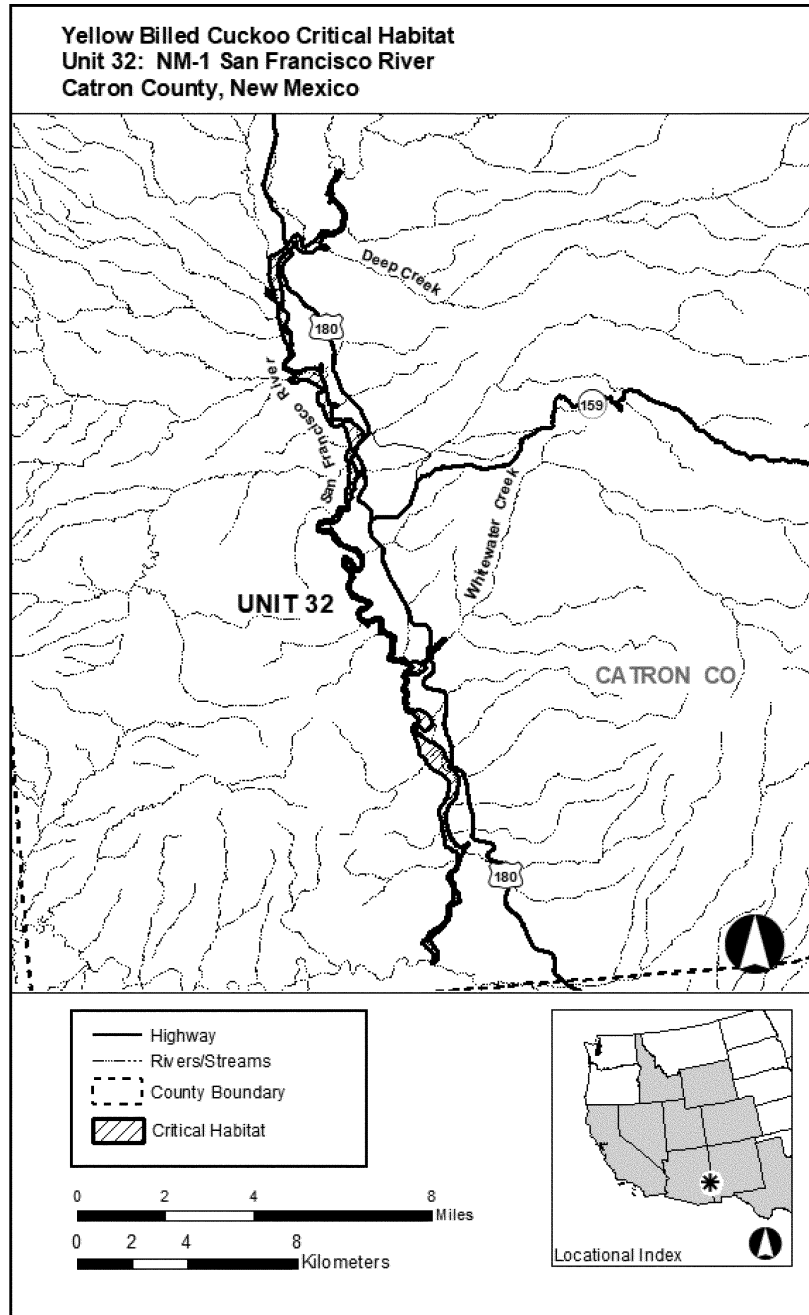 Yellow Billed Cuckoo Critical Habitat
Unit 32: NM-1 San Francisco River
Catron County, New Mexico
Deep Creek
180
San Francisco River
159
Whitewater Creek
UNIT 32
CATRON CO
180
Highway
Rivers/Streams
County Boundary
Critical Habitat
0 2 4 8
Miles
0 2 4 8
Kilometers
Locational Index